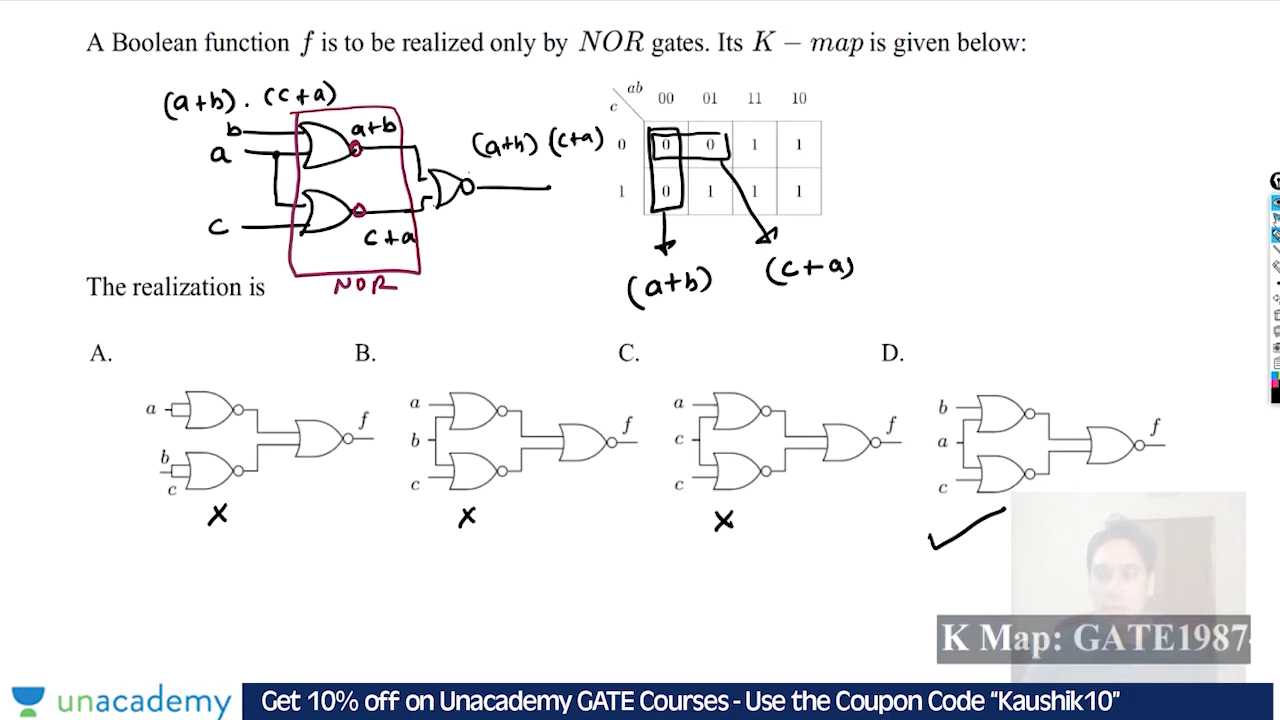 A Boolean function f is to be realized only by NOR gates. Its K − map is given below:
(a+b) . (c+a)
b
a
a+b
(a+b) (c+a)
c
c+a
NOR
ab
c
00 01 11 10
0 0 0 1 1
1 0 1 1 1
(a+b)
(c+a)
The realization is
A. B. C. D.
a
b
c
f
a
b
c
f
a
c
c
f
b
a
c
f
K Map: GATE1987-
unacademy
Get 10% off on Unacademy GATE Courses - Use the Coupon Code "Kaushik10"